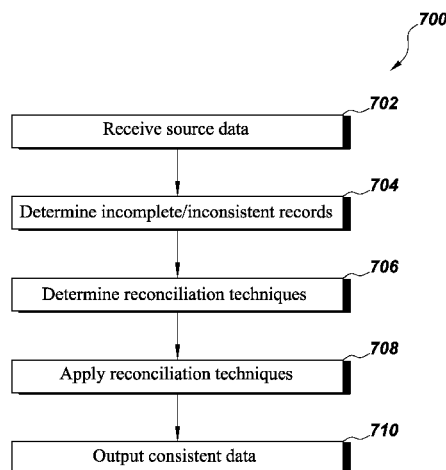 700
702
Receive source data
704
Determine incomplete/inconsistent records
706
Determine reconciliation techniques
708
Apply reconciliation techniques
710
Output consistent data